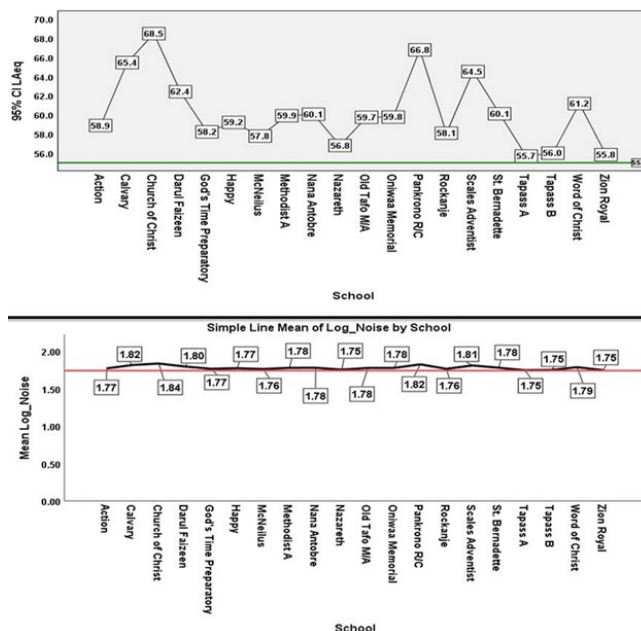 70.0
68.0
66.0
64.0
62.0
60.0
58.0
56.0
95% CI LAeq
58.9
65.4
68.5
62.4
58.2
59.2
57.8
59.9
60.1
56.8
59.7
59.8
66.8
58.1
64.5
60.1
55.7
56.0
61.2
55.8
Action
Calvary
Church of Christ
Darul Faizeen
God's Time Preparatory
Happy
McNeilus
Methodist A
Nana Antobre
Nazareth
Old Tafo M/A
Oniwaa Memorial
Pankrono R/C
Rockanje
Scales Adventist
St. Bernadette
Tapass A
Tapass B
Word of Christ
Zion Royal
School
Simple Line Mean of Log_Noise by School
2.00
1.50
1.00
0.50
0.00
Mean Log_Noise
1.77
1.82
1.84
1.80
1.77
1.77
1.76
1.78
1.78
1.75
1.78
1.78
1.82
1.76
1.81
1.78
1.75
1.75
1.79
1.75
Action
Calvary
Church of Christ
Darul Faizeen
God's Time Preparatory
Happy
McNeilus
Methodist A
Nana Antobre
Nazareth
Old Tafo M/A
Oniwaa Memorial
Pankrono R/C
Rockanje
Scales Adventist
St. Bernadette
Tapass A
Tapass B
Word of Christ
Zion Royal
School